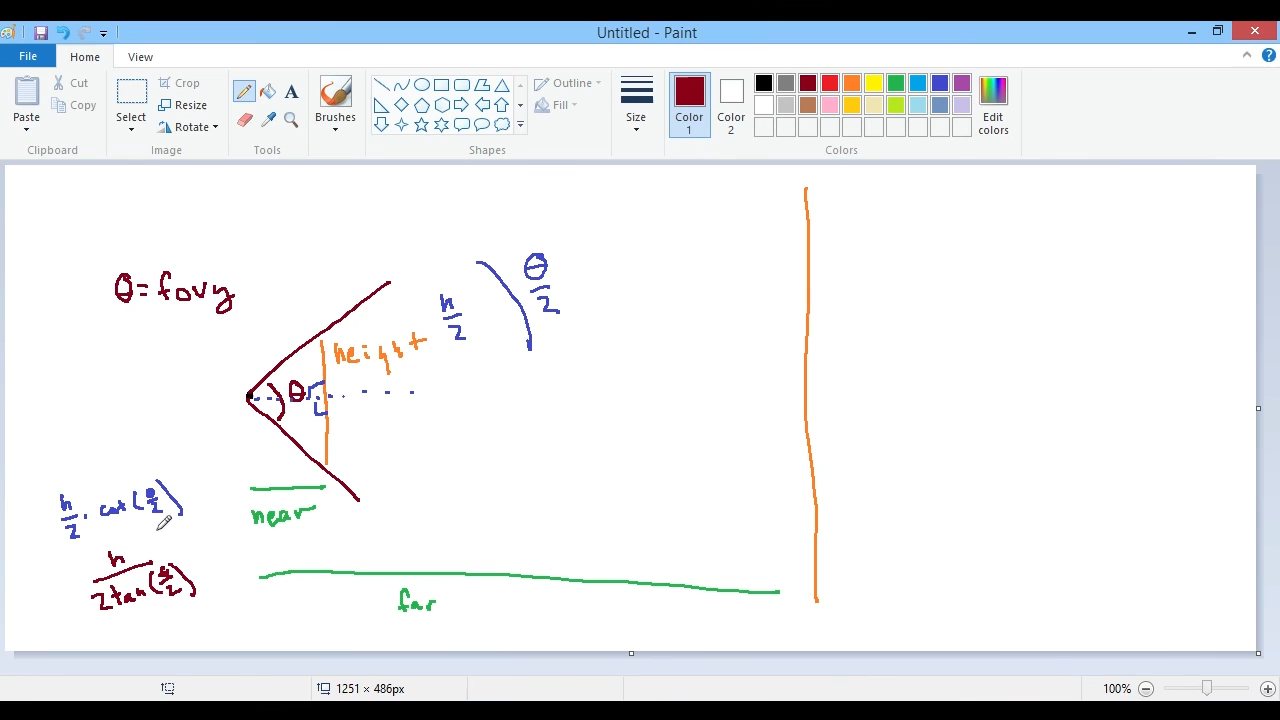 Untitled - Paint
File Home View
Paste
Cut
Copy
Clipboard
Select
Crop
Resize
Rotate
Image
A
Tools
Brushes
Shapes
Outline
Fill
Size
Color 1
Color 2
Edit colors
Colors
θ = fovy
height
h/2
θ/2
θ
h/2 · cot(θ/2)
near
h/2tan(θ/2)
far
1251 × 486px
100%